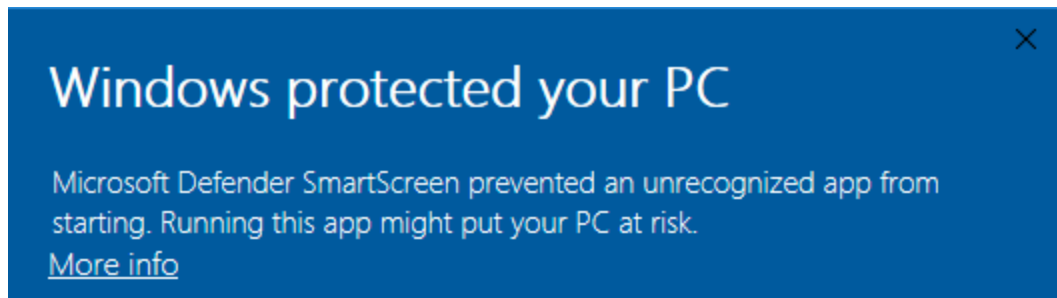 Windows protected your PC
Microsoft Defender SmartScreen prevented an unrecognized app from
starting. Running this app might put your PC at risk.
More info